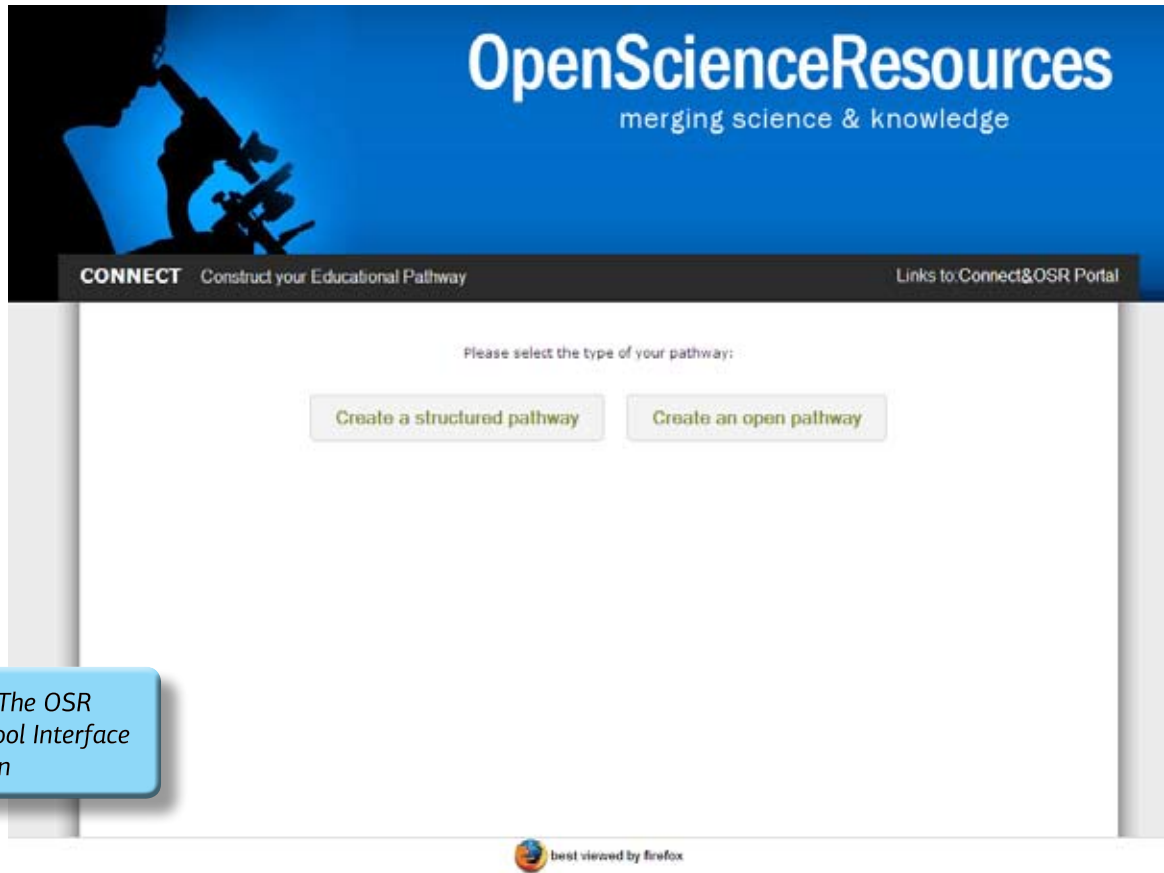 OpenScienceResources
merging science & knowledge
CONNECT Construct your Educational Pathway Links to:Connect&OSR Portal
Please select the type of your pathway:
Create a structured pathway Create an open pathway
The OSR
ool Interface
n
best viewed by firefox